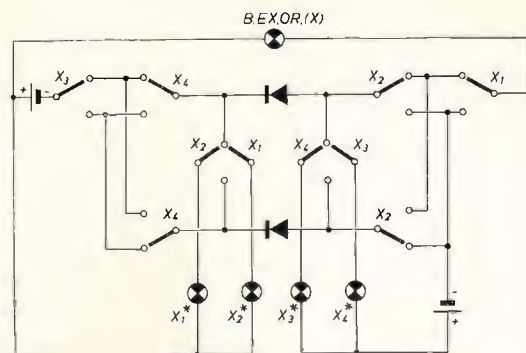 B,EX,OR,(X)
+ -
X3
X4
X2
X1
X2
X1
X4
X3
X4
X2
X1*
X2*
X3*
X4*
-
+